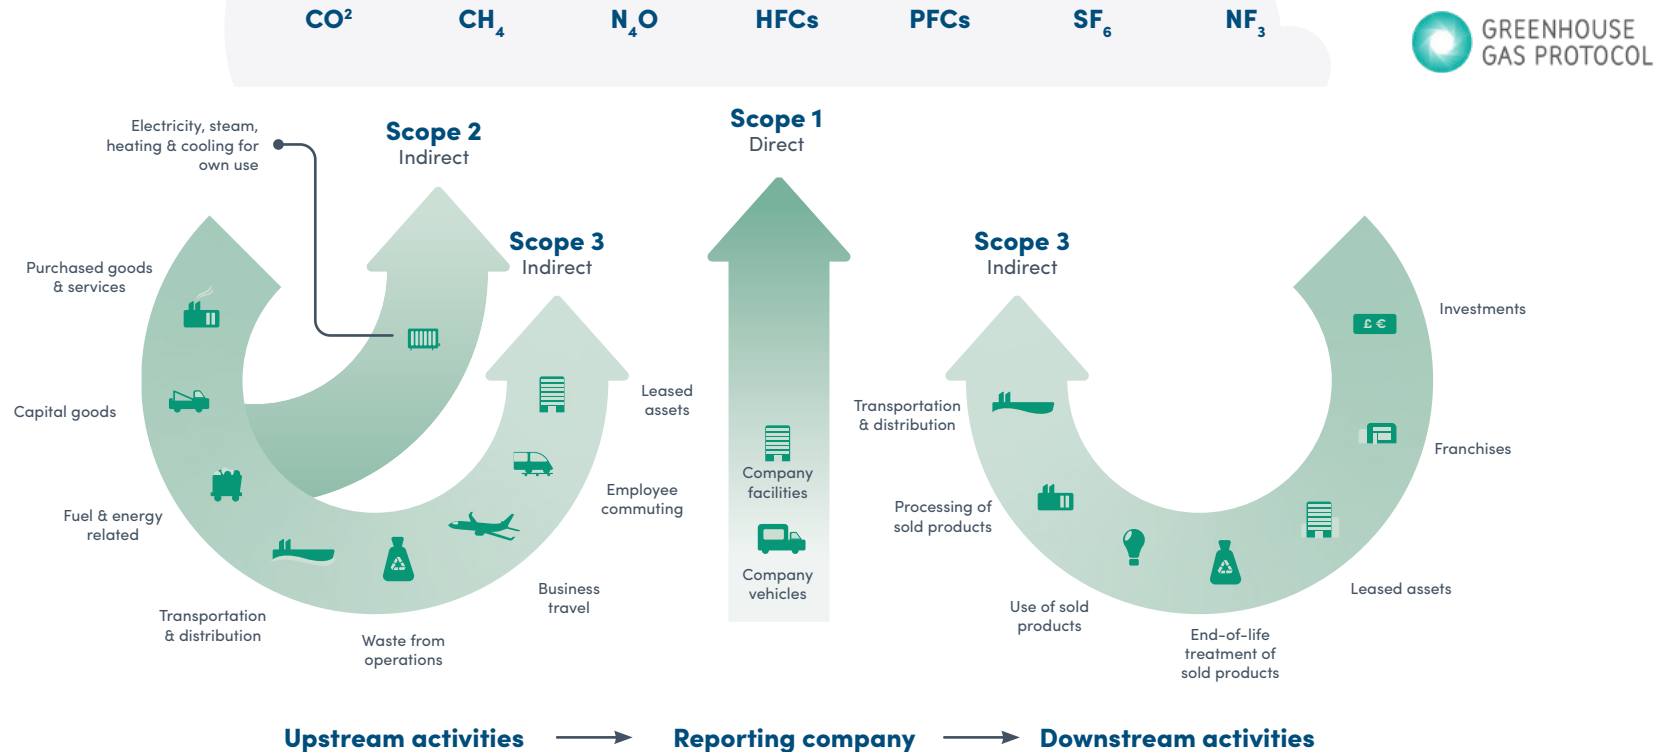 CO² CH₄ N₄O HFCs PFCs SF₆ NF₃
GREENHOUSE
GAS PROTOCOL
Electricity, steam,
heating & cooling for
own use
Scope 2
Indirect
Scope 1
Direct
Scope 3
Indirect
Scope 3
Indirect
Purchased goods
& services
Capital goods
Fuel & energy
related
Transportation
& distribution
Waste from
operations
Business
travel
Employee
commuting
Leased
assets
Company
facilities
Company
vehicles
Transportation
& distribution
Processing of
sold products
Use of sold
products
End-of-life
treatment of
sold products
Leased assets
Franchises
Investments
£ €
Upstream activities
Reporting company
Downstream activities